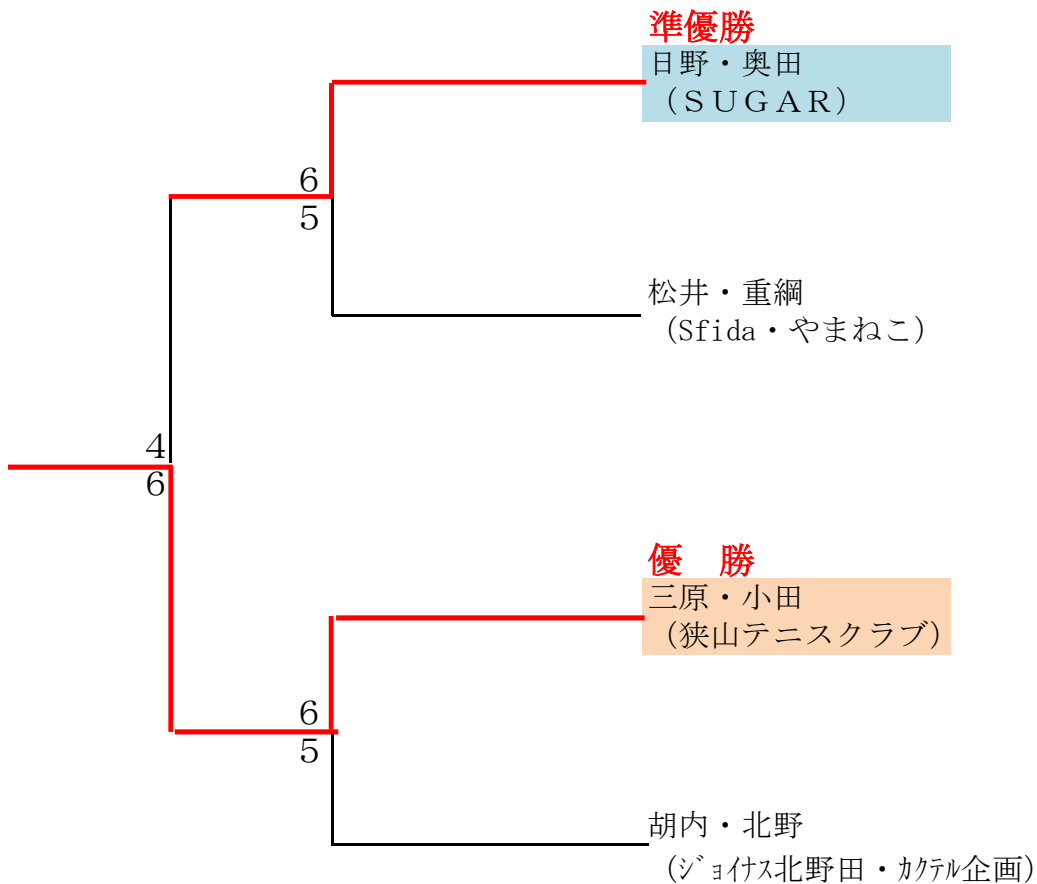 準優勝
日野・奥田
（ＳＵＧＡＲ）
６
５
松井・重綱
（Sfida・やまねこ）
４
６
優　勝
三原・小田
（狭山テニスクラブ）
６
５
胡内・北野
（ｼﾞｮｲﾅｽ北野田・ｶｸﾃﾙ企画）